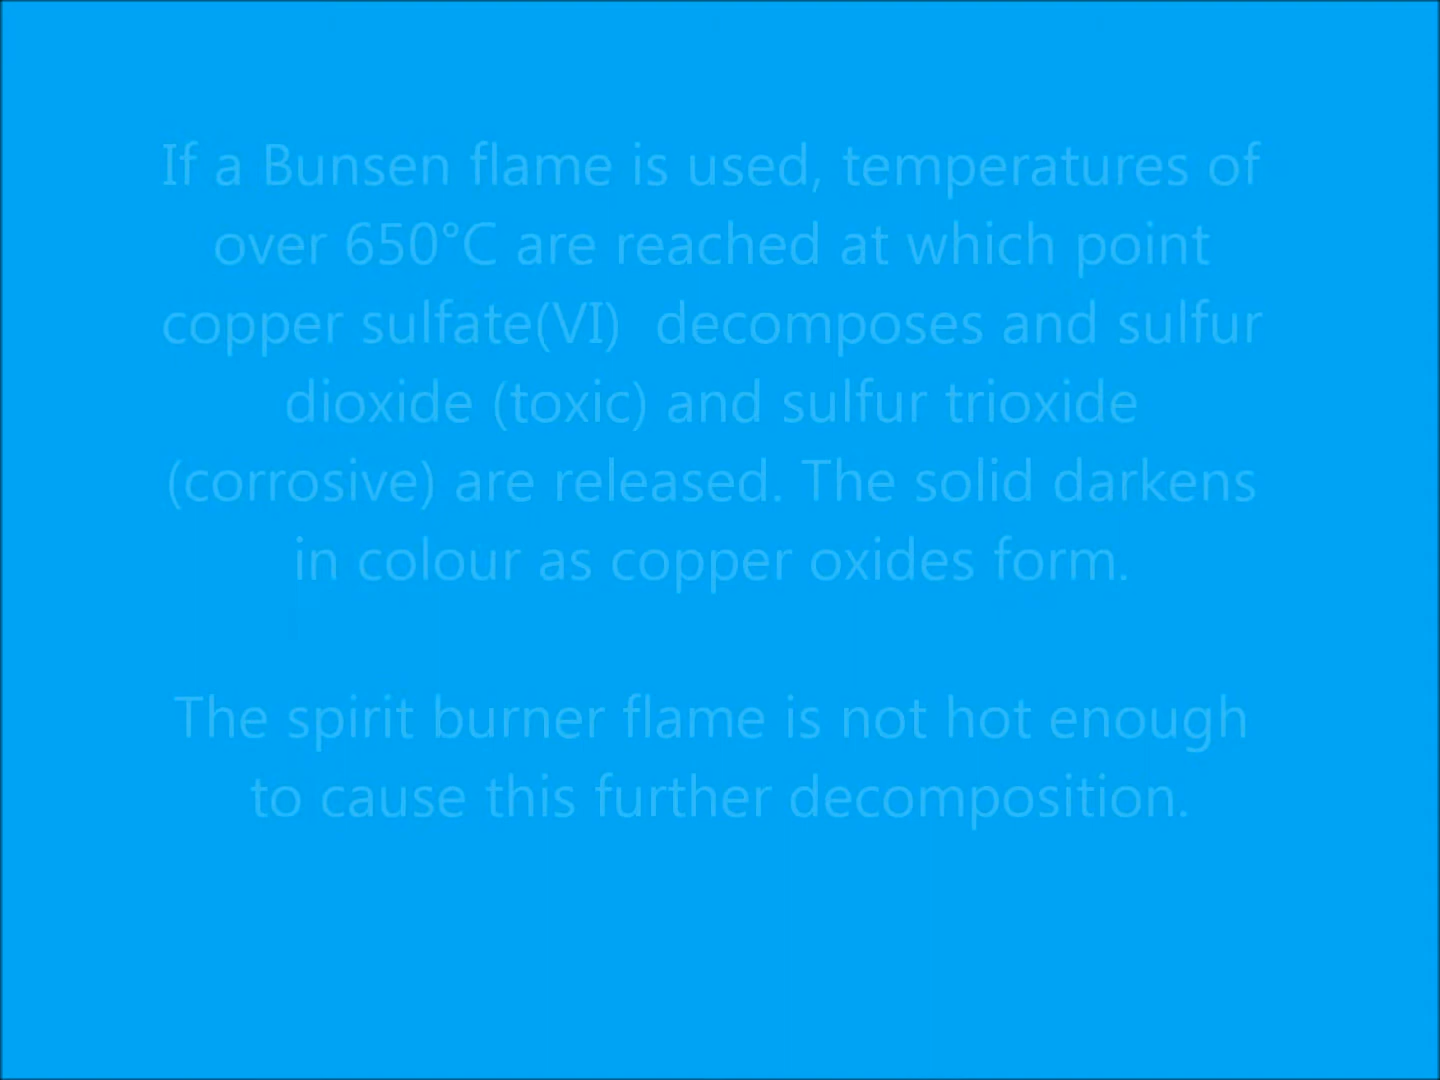 If a Bunsen flame is used, temperatures of
over 650°C are reached at which point
copper sulfate(VI)  decomposes and sulfur
dioxide (toxic) and sulfur trioxide
(corrosive) are released. The solid darkens
in colour as copper oxides form.
The spirit burner flame is not hot enough
to cause this further decomposition.